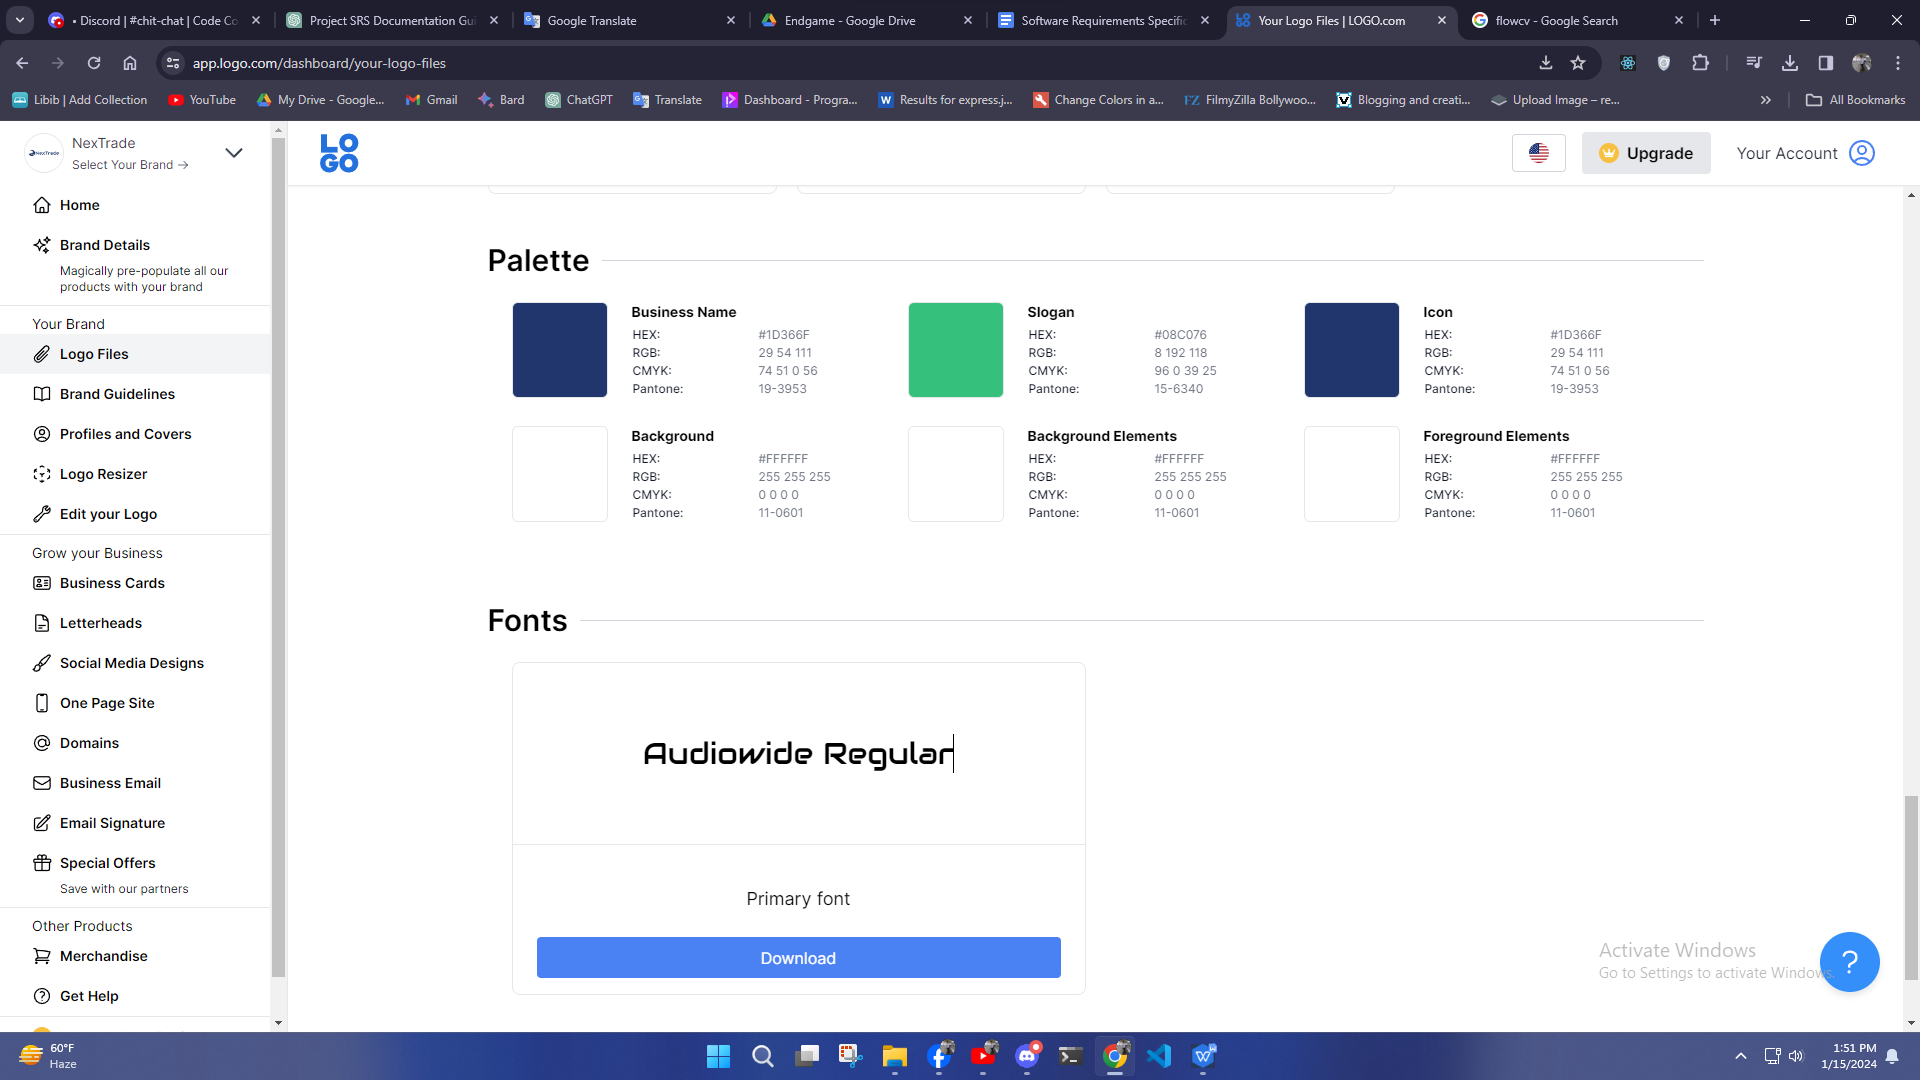 • Discord | #chit-chat | Code Co
Project SRS Documentation Gui
Google Translate
Endgame - Google Drive
Software Requirements Specific
Your Logo Files | LOGO.com
flowcv - Google Search
app.logo.com/dashboard/your-logo-files
Libib | Add Collection
YouTube
My Drive - Google...
Gmail
Bard
ChatGPT
Translate
Dashboard - Progra...
Results for express.j...
Change Colors in a...
FilmyZilla Bollywoo...
Blogging and creati...
Upload Image – re...
All Bookmarks
NexTrade
NexTrade
Select Your Brand →
LO
GO
Upgrade
Your Account
Home
Brand Details
Magically pre-populate all our
products with your brand
Your Brand
Logo Files
Brand Guidelines
Profiles and Covers
Logo Resizer
Edit your Logo
Grow your Business
Business Cards
Letterheads
Social Media Designs
One Page Site
Domains
Business Email
Email Signature
Special Offers
Save with our partners
Other Products
Merchandise
Get Help
Palette
Business Name
HEX: #1D366F
RGB: 29 54 111
CMYK: 74 51 0 56
Pantone: 19-3953
Slogan
HEX: #08C076
RGB: 8 192 118
CMYK: 96 0 39 25
Pantone: 15-6340
Icon
HEX: #1D366F
RGB: 29 54 111
CMYK: 74 51 0 56
Pantone: 19-3953
Background
HEX: #FFFFFF
RGB: 255 255 255
CMYK: 0 0 0 0
Pantone: 11-0601
Background Elements
HEX: #FFFFFF
RGB: 255 255 255
CMYK: 0 0 0 0
Pantone: 11-0601
Foreground Elements
HEX: #FFFFFF
RGB: 255 255 255
CMYK: 0 0 0 0
Pantone: 11-0601
Fonts
Audiowide Regular
Primary font
Download
Activate Windows
Go to Settings to activate Windows.
?
60°F
Haze
1:51 PM
1/15/2024